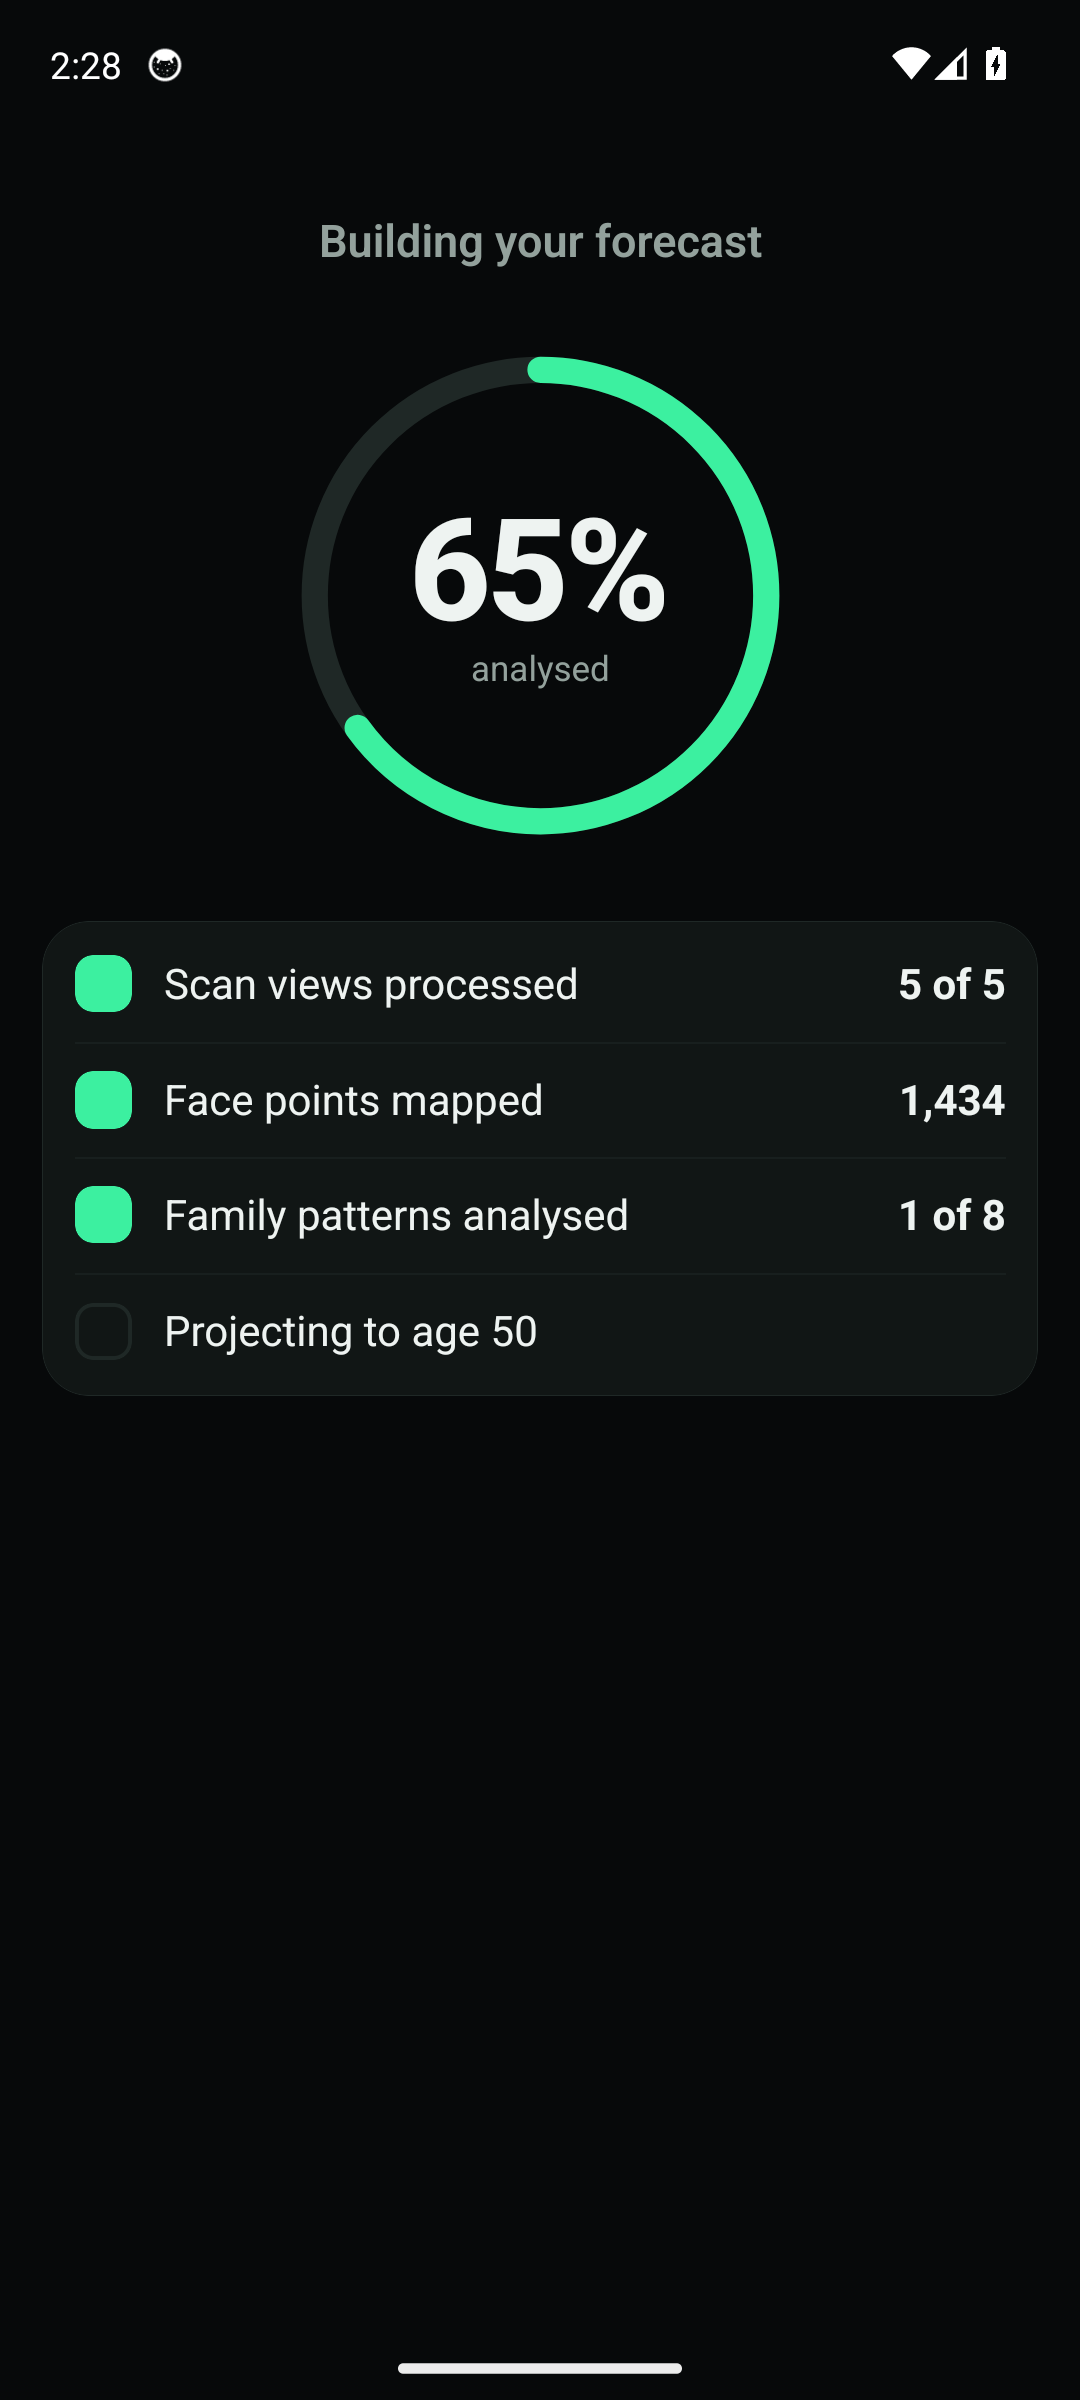 2:28
Building your forecast
65%
analysed
Scan views processed 5 of 5
Face points mapped 1,434
Family patterns analysed 1 of 8
Projecting to age 50